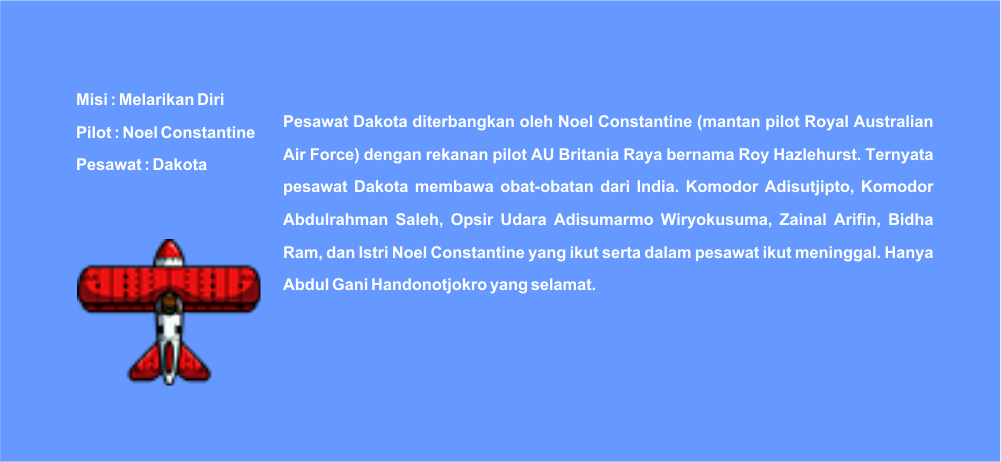 Misi : Melarikan Diri
Pilot : Noel Constantine
Pesawat : Dakota
Pesawat Dakota diterbangkan oleh Noel Constantine (mantan pilot Royal Australian
Air Force) dengan rekanan pilot AU Britania Raya bernama Roy Hazlehurst. Ternyata
pesawat Dakota membawa obat-obatan dari India. Komodor Adisutjipto, Komodor
Abdulrahman Saleh, Opsir Udara Adisumarmo Wiryokusuma, Zainal Arifin, Bidha
Ram, dan Istri Noel Constantine yang ikut serta dalam pesawat ikut meninggal. Hanya
Abdul Gani Handonotjokro yang selamat.